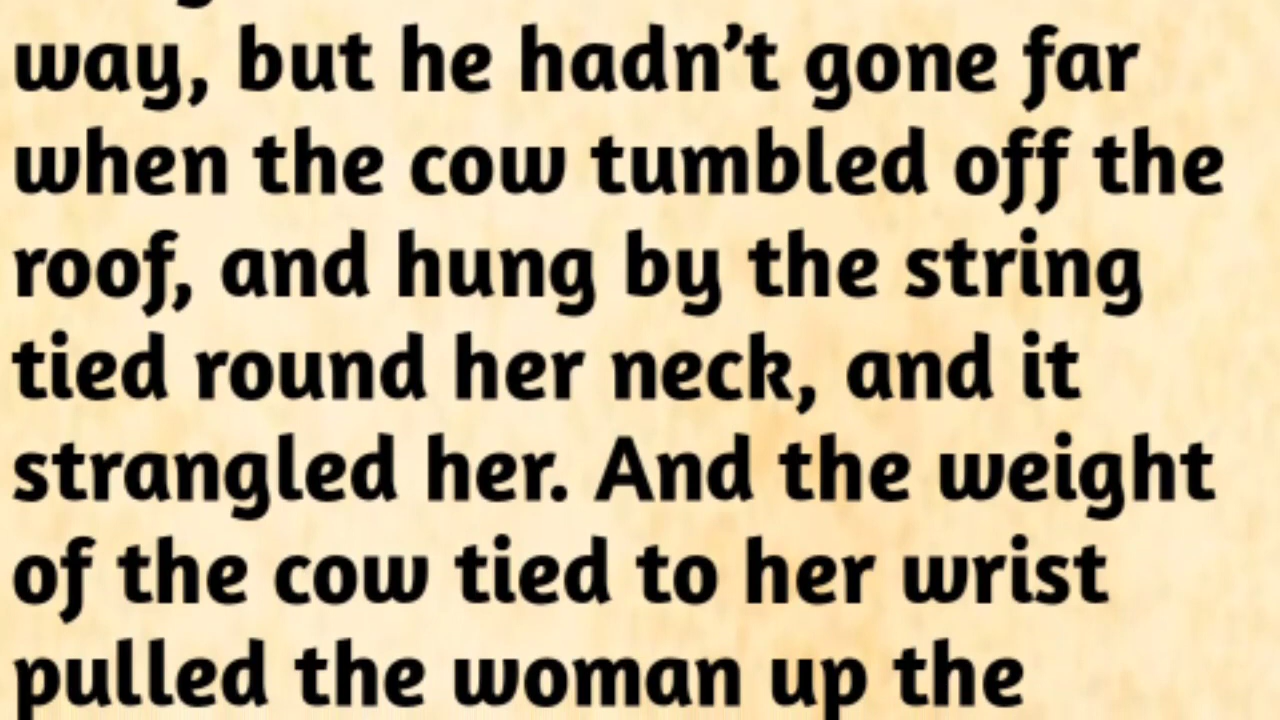 way, but he hadn’t gone far
when the cow tumbled off the
roof, and hung by the string
tied round her neck, and it
strangled her. And the weight
of the cow tied to her wrist
pulled the woman up the